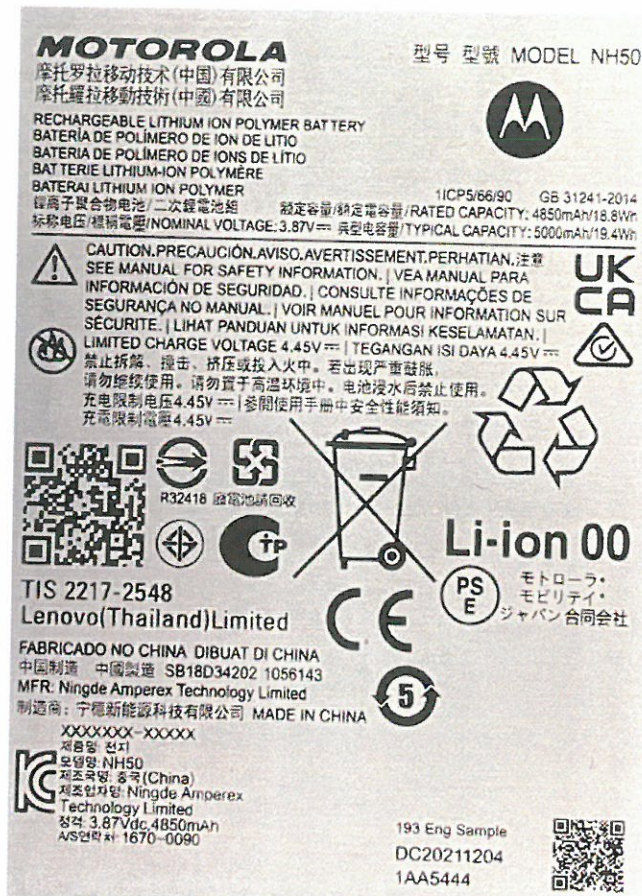 MOTOROLA
型号 型號 MODEL NH50
摩托罗拉移动技术(中国)有限公司
摩托羅拉移動技術(中國)有限公司
RECHARGEABLE LITHIUM ION POLYMER BATTERY
BATERÍA DE POLÍMERO DE ION DE LITIO
BATERIA DE POLÍMERO DE IONS DE LÍTIO
BATTERIE LITHIUM-ION POLYMÈRE
BATERAI LITHIUM ION POLYMER
1ICP5/66/90 GB 31241-2014
锂离子聚合物电池/二次鋰電池組 额定容量/額定電容量/RATED CAPACITY: 4850mAh/18.8Wh
标称电压/標稱電壓/NOMINAL VOLTAGE: 3.87V⎓ 典型电容量/TYPICAL CAPACITY: 5000mAh/19.4Wh
CAUTION.PRECAUCIÓN.AVISO.AVERTISSEMENT.PERHATIAN.注意
SEE MANUAL FOR SAFETY INFORMATION. | VEA MANUAL PARA
INFORMACIÓN DE SEGURIDAD. | CONSULTE INFORMAÇÕES DE
SEGURANÇA NO MANUAL. | VOIR MANUEL POUR INFORMATION SUR
SÉCURITE. | LIHAT PANDUAN UNTUK INFORMASI KESELAMATAN. |
LIMITED CHARGE VOLTAGE 4.45V⎓ | TEGANGAN ISI DAYA 4.45V⎓
禁止拆解、撞击、挤压或投入火中。若出现严重鼓胀,
请勿继续使用。请勿置于高温环境中。电池浸水后禁止使用。
充电限制电压4.45V⎓ | 參閱使用手冊中安全性能須知。
充電限制電壓4.45V⎓
UK
CA
R32418 廢電池請回收
TP
Li-ion 00
TIS 2217-2548
Lenovo(Thailand)Limited
CE
PS
E
モトローラ・
モビリティ・
ジャパン合同会社
FABRICADO NO CHINA DIBUAT DI CHINA
中国制造 中國製造 SB18D34202 1056143
MFR: Ningde Amperex Technology Limited
制造商: 宁德新能源科技有限公司 MADE IN CHINA
5
XXXXXXX-XXXXX
제품명: 전지
모델명: NH50
제조국명: 중국(China)
제조업자명: Ningde Amperex
Technology Limited
정격: 3.87Vdc,4850mAh
A/S연락처: 1670-0090
193 Eng Sample
DC20211204
1AA5444